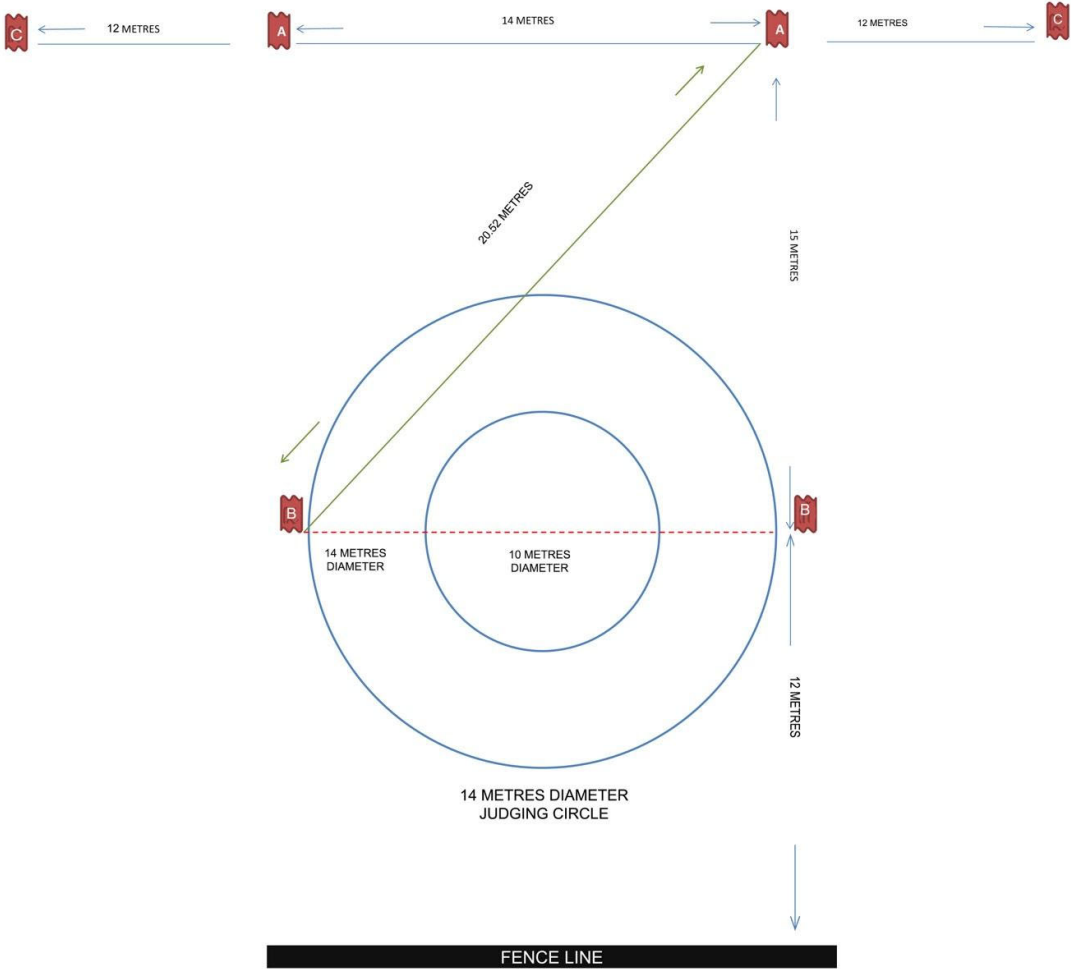 C
12 METRES
A
14 METRES
A
12 METRES
C
20.52 METRES
15 METRES
B
B
14 METRES
DIAMETER
10 METRES
DIAMETER
12 METRES
14 METRES DIAMETER
JUDGING CIRCLE
FENCE LINE